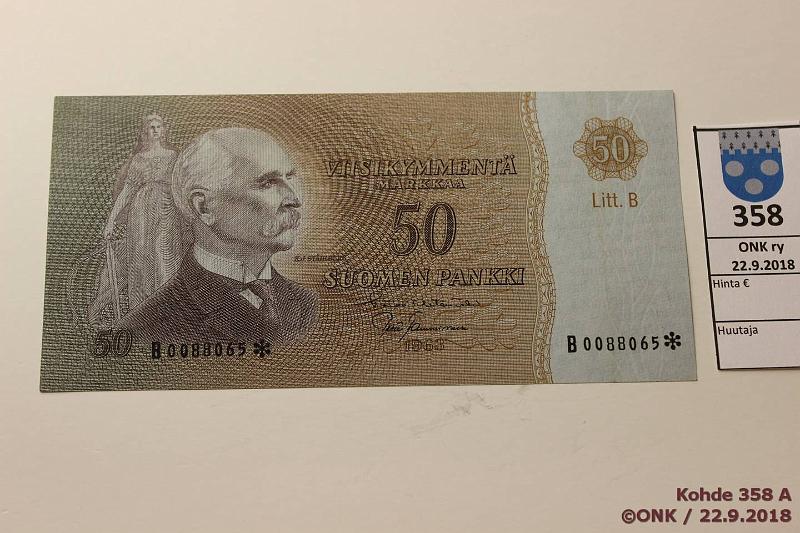 VIISIKYMMENTÄ
MARKKAA
50
SUOMEN PANKKI
1963
50
Litt. B
50 B0088065*
B0088065*
358
ONK ry
22.9.2018
Hinta €
Huutaja
Kohde 358 A
©ONK / 22.9.2018